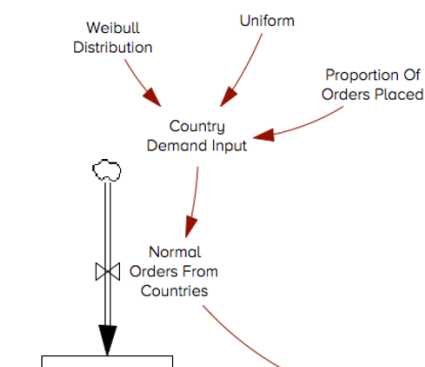 Weibull
Distribution
Uniform
Proportion Of
Orders Placed
Country
Demand Input
Normal
Orders From
Countries